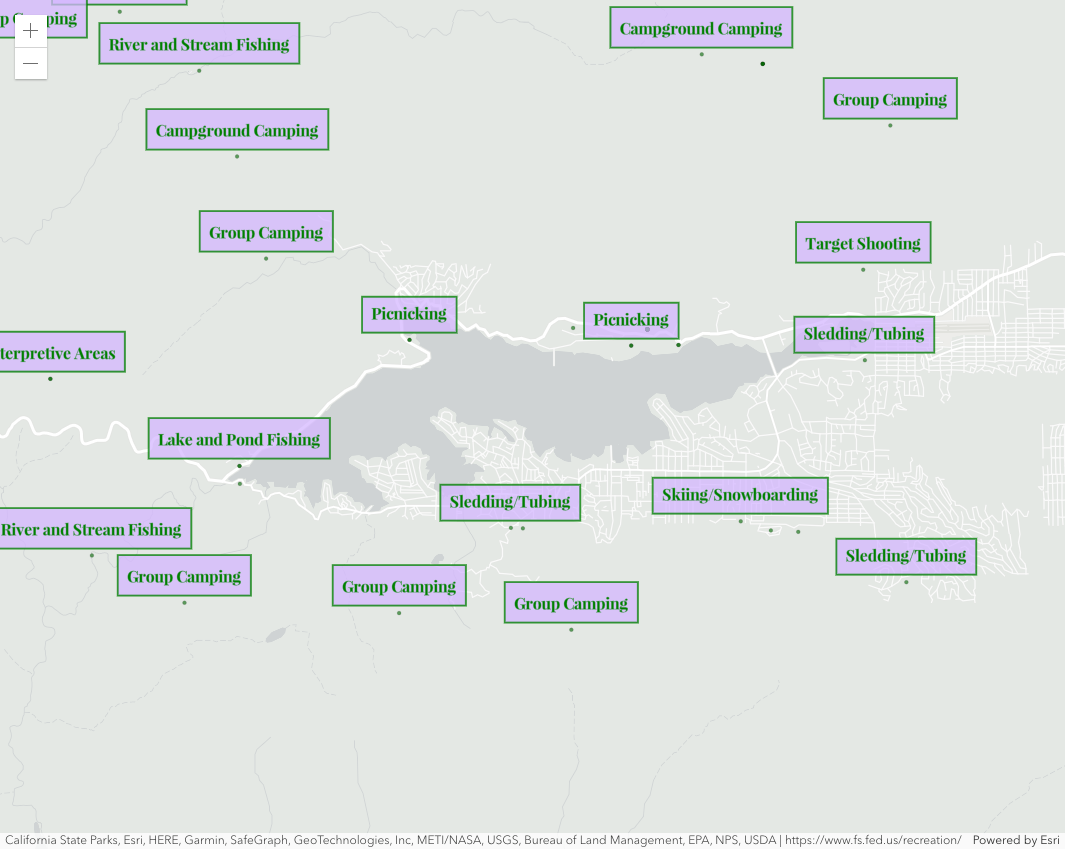 p Camping
River and Stream Fishing
Campground Camping
Campground Camping
Group Camping
Group Camping
Target Shooting
Picnicking
Picnicking
Sledding/Tubing
terpretive Areas
Lake and Pond Fishing
Sledding/Tubing
Skiing/Snowboarding
River and Stream Fishing
Sledding/Tubing
Group Camping
Group Camping
Group Camping
California State Parks, Esri, HERE, Garmin, SafeGraph, GeoTechnologies, Inc, METI/NASA, USGS, Bureau of Land Management, EPA, NPS, USDA | https://www.fs.fed.us/recreation/ Powered by Esri